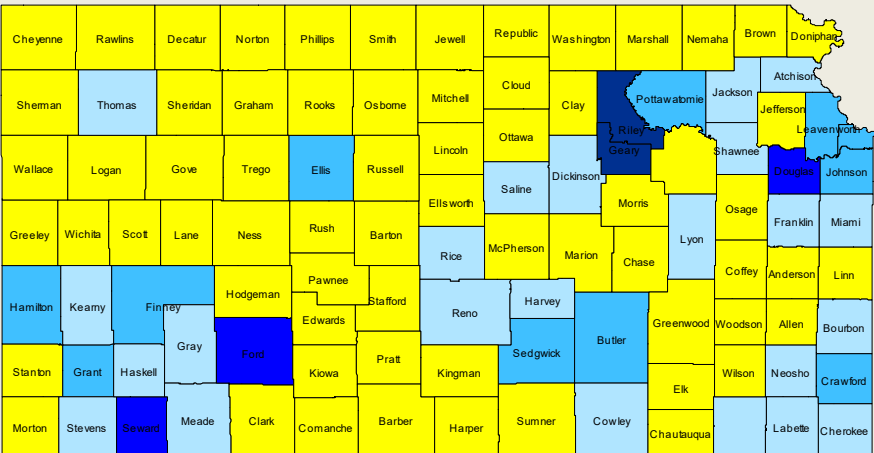 Cheyenne
Rawlins
Decatur
Norton
Phillips
Smith
Jewell
Republic
Washington
Marshall
Nemaha
Brown
Doniphan
Sherman
Thomas
Sheridan
Graham
Rooks
Osborne
Mitchell
Cloud
Clay
Riley
Pottawatomie
Jackson
Atchison
Jefferson
Leavenworth
Wallace
Logan
Gove
Trego
Ellis
Russell
Lincoln
Ottawa
Geary
Shawnee
Douglas
Johnson
Saline
Dickinson
Ellsworth
Morris
Osage
Franklin
Miami
Greeley
Wichita
Scott
Lane
Ness
Rush
Barton
Rice
McPherson
Marion
Chase
Lyon
Coffey
Anderson
Linn
Hamilton
Kearny
Finney
Hodgeman
Pawnee
Stafford
Edwards
Reno
Harvey
Sedgwick
Butler
Greenwood
Woodson
Allen
Bourbon
Gray
Ford
Stanton
Grant
Haskell
Kiowa
Pratt
Kingman
Elk
Wilson
Neosho
Crawford
Morton
Stevens
Seward
Meade
Clark
Comanche
Barber
Harper
Sumner
Cowley
Chautauqua
Labette
Cherokee